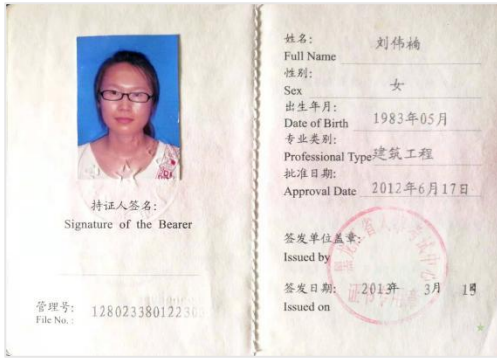 持证人签名:
Signature of the Bearer
管理号:
File No. :
姓名: 刘伟楠
Full Name
性别: 女
Sex
出生年月: 1983年05月
Date of Birth
专业类别: 建筑工程
Professional Type
批准日期: 2012年6月17日
Approval Date
签发单位盖章:
Issued by
签发日期: 2013年 3月
Issued on